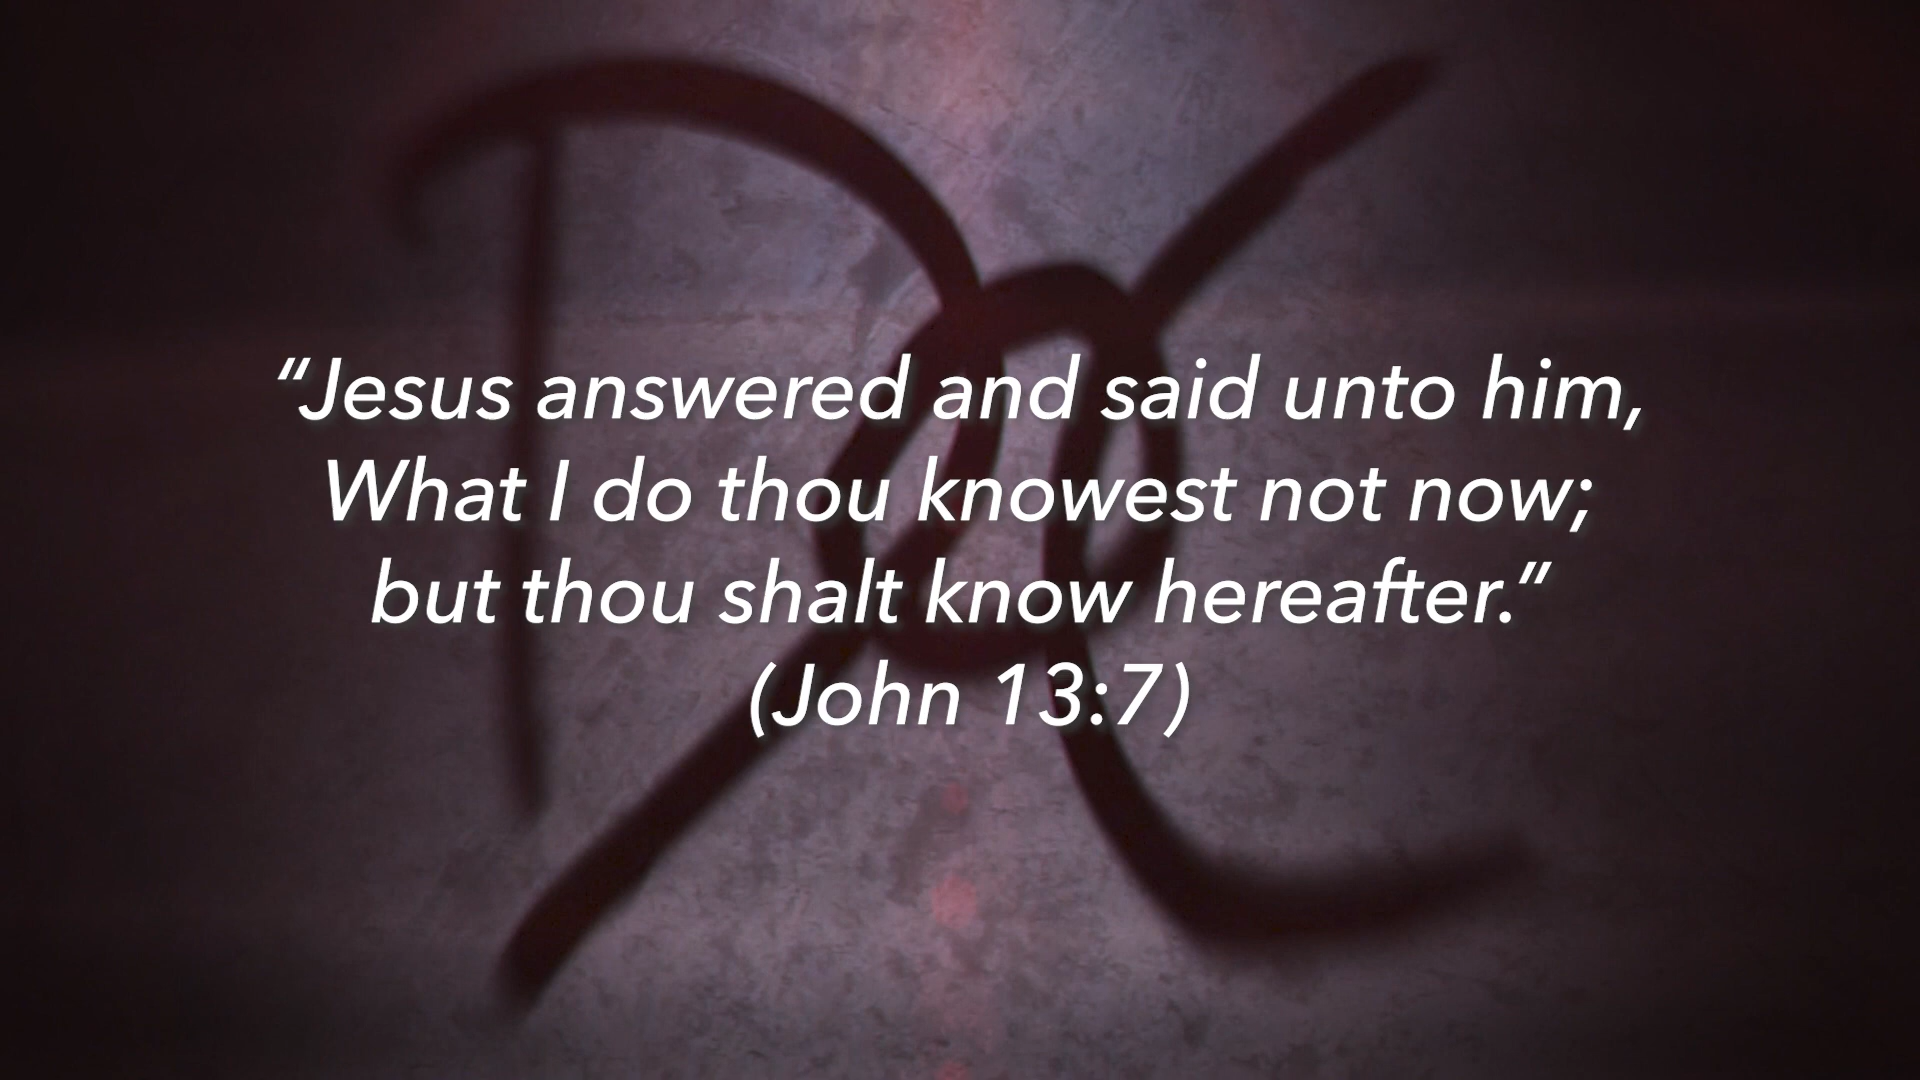 “Jesus answered and said unto him,
What I do thou knowest not now;
but thou shalt know hereafter.”
(John 13:7)